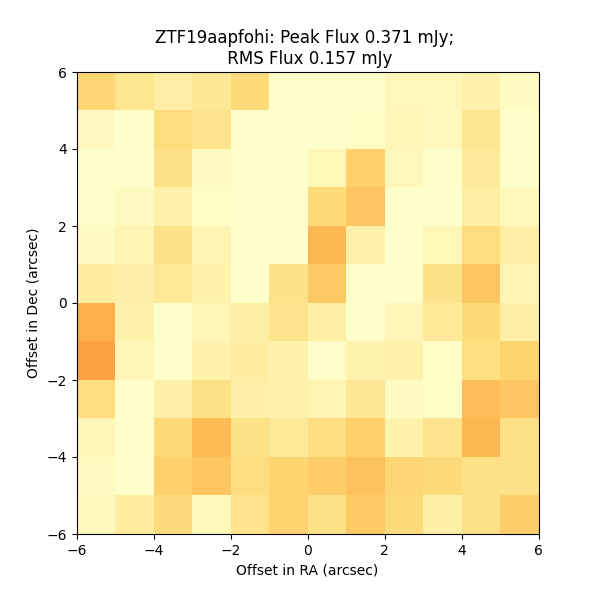 ZTF19aapfohi: Peak Flux 0.371 mJy;
RMS Flux 0.157 mJy
6
4
2
0
−2
−4
−6
Offset in Dec (arcsec)
−6 −4 −2 0 2 4 6
Offset in RA (arcsec)